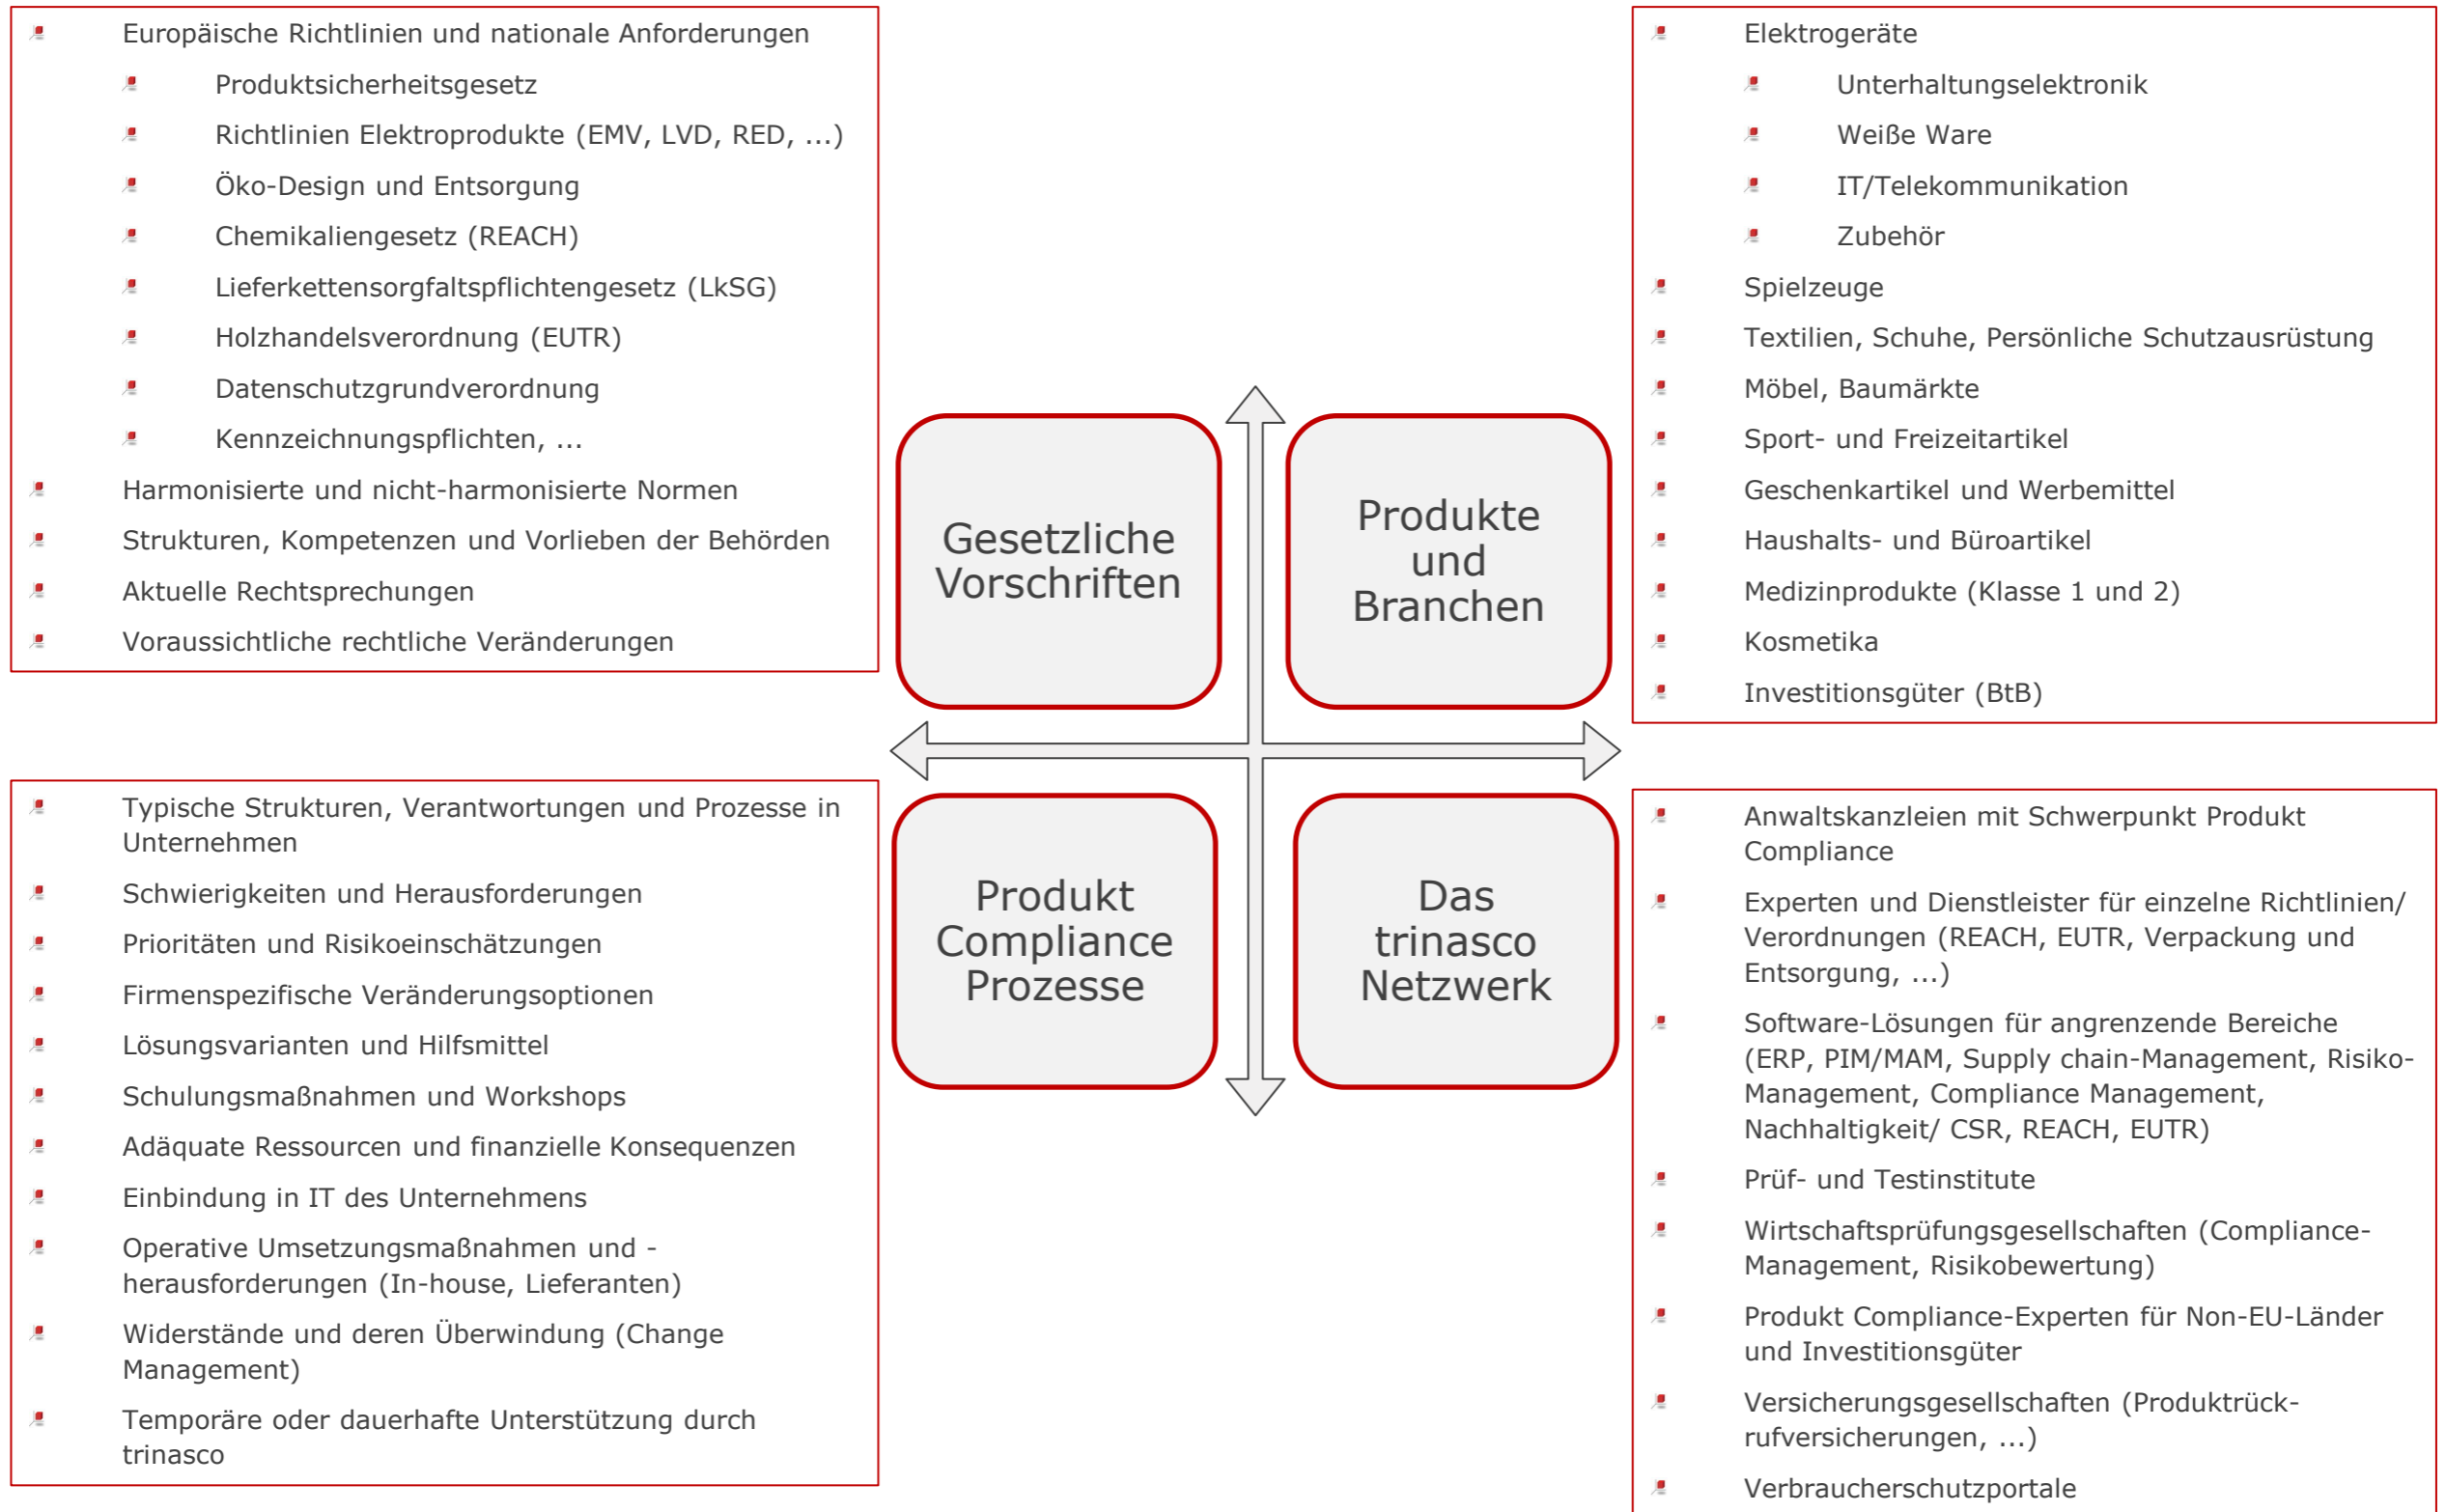 Europäische Richtlinien und nationale Anforderungen
Produktsicherheitsgesetz
Richtlinien Elektroprodukte (EMV, LVD, RED, ...)
Öko-Design und Entsorgung
Chemikaliengesetz (REACH)
Lieferkettensorgfaltspflichtengesetz (LkSG)
Holzhandelsverordnung (EUTR)
Datenschutzgrundverordnung
Kennzeichnungspflichten, ...
Harmonisierte und nicht-harmonisierte Normen
Strukturen, Kompetenzen und Vorlieben der Behörden
Aktuelle Rechtsprechungen
Voraussichtliche rechtliche Veränderungen
Gesetzliche
Vorschriften
Produkte
und
Branchen
Elektrogeräte
Unterhaltungselektronik
Weiße Ware
IT/Telekommunikation
Zubehör
Spielzeuge
Textilien, Schuhe, Persönliche Schutzausrüstung
Möbel, Baumärkte
Sport- und Freizeitartikel
Geschenkartikel und Werbemittel
Haushalts- und Büroartikel
Medizinprodukte (Klasse 1 und 2)
Kosmetika
Investitionsgüter (BtB)
Typische Strukturen, Verantwortungen und Prozesse in
Unternehmen
Schwierigkeiten und Herausforderungen
Prioritäten und Risikoeinschätzungen
Firmenspezifische Veränderungsoptionen
Lösungsvarianten und Hilfsmittel
Schulungsmaßnahmen und Workshops
Adäquate Ressourcen und finanzielle Konsequenzen
Einbindung in IT des Unternehmens
Operative Umsetzungsmaßnahmen und -
herausforderungen (In-house, Lieferanten)
Widerstände und deren Überwindung (Change
Management)
Temporäre oder dauerhafte Unterstützung durch
trinasco
Produkt
Compliance
Prozesse
Das
trinasco
Netzwerk
Anwaltskanzleien mit Schwerpunkt Produkt
Compliance
Experten und Dienstleister für einzelne Richtlinien/
Verordnungen (REACH, EUTR, Verpackung und
Entsorgung, ...)
Software-Lösungen für angrenzende Bereiche
(ERP, PIM/MAM, Supply chain-Management, Risiko-
Management, Compliance Management,
Nachhaltigkeit/ CSR, REACH, EUTR)
Prüf- und Testinstitute
Wirtschaftsprüfungsgesellschaften (Compliance-
Management, Risikobewertung)
Produkt Compliance-Experten für Non-EU-Länder
und Investitionsgüter
Versicherungsgesellschaften (Produktrück-
rufversicherungen, ...)
Verbraucherschutzportale